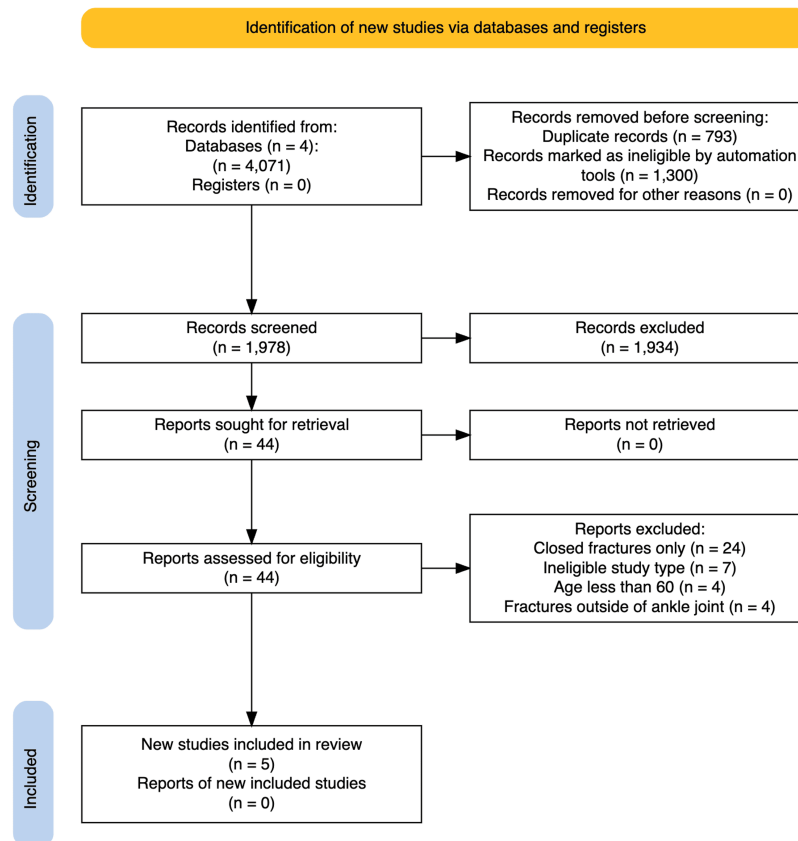 Identification of new studies via databases and registers
Identification
Records identified from:
Databases (n = 4):
(n = 4,071)
Registers (n = 0)
Records removed before screening:
Duplicate records (n = 793)
Records marked as ineligible by automation
tools (n = 1,300)
Records removed for other reasons (n = 0)
Screening
Records screened
(n = 1,978)
Records excluded
(n = 1,934)
Reports sought for retrieval
(n = 44)
Reports not retrieved
(n = 0)
Reports assessed for eligibility
(n = 44)
Reports excluded:
Closed fractures only (n = 24)
Ineligible study type (n = 7)
Age less than 60 (n = 4)
Fractures outside of ankle joint (n = 4)
Included
New studies included in review
(n = 5)
Reports of new included studies
(n = 0)